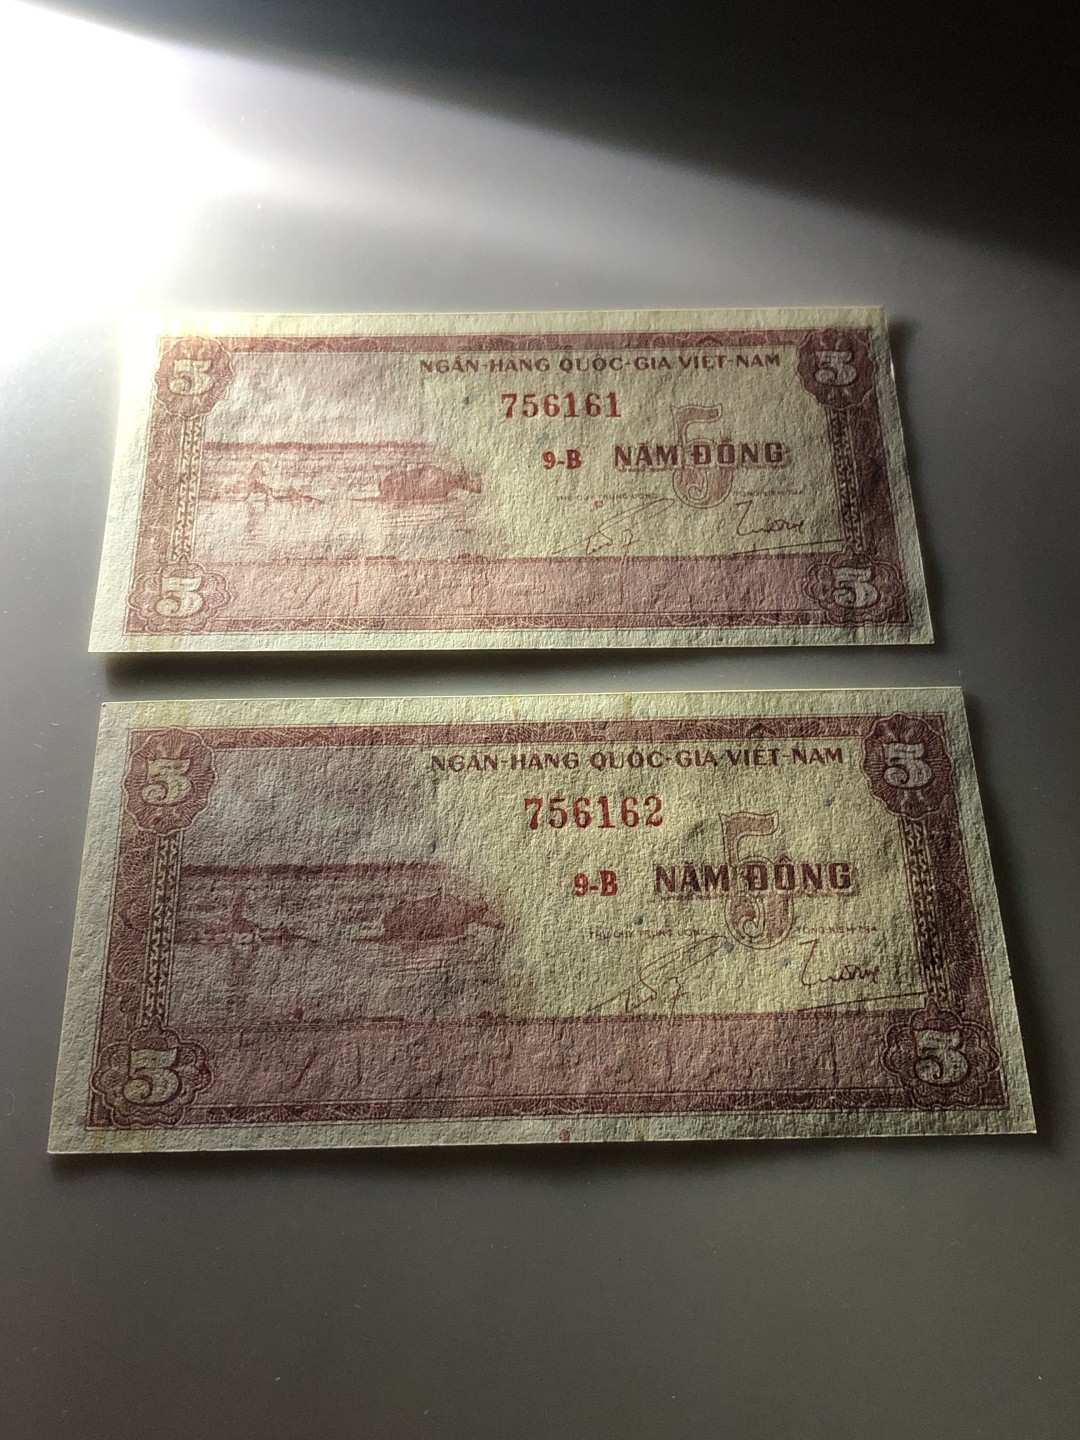 5 5
NGÂN-HÀNG QUỐC-GIA VIỆT-NAM
756161
5
9-B NĂM ĐỒNG
5 5
5 5
NGÂN-HÀNG QUỐC-GIA VIỆT-NAM
756162
5
9-B NĂM ĐỒNG
5 5